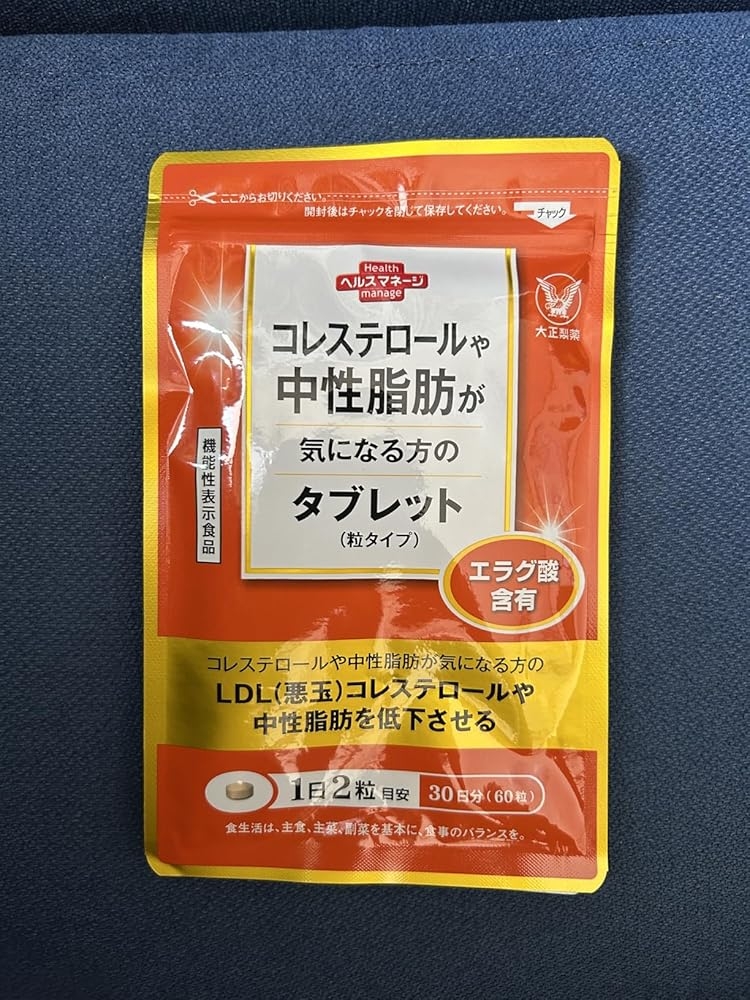 ここからお切りください。
開封後はチャックを閉じて保存してください。
チャック
Health
ヘルスマネージ
manage
大正製薬
コレステロールや
中性脂肪が
気になる方の
タブレット
(粒タイプ)
機能性表示食品
エラグ酸
含有
コレステロールや中性脂肪が気になる方の
LDL(悪玉)コレステロールや
中性脂肪を低下させる
1日2粒目安
30日分(60粒)
食生活は、主食、主菜、副菜を基本に、食事のバランスを。